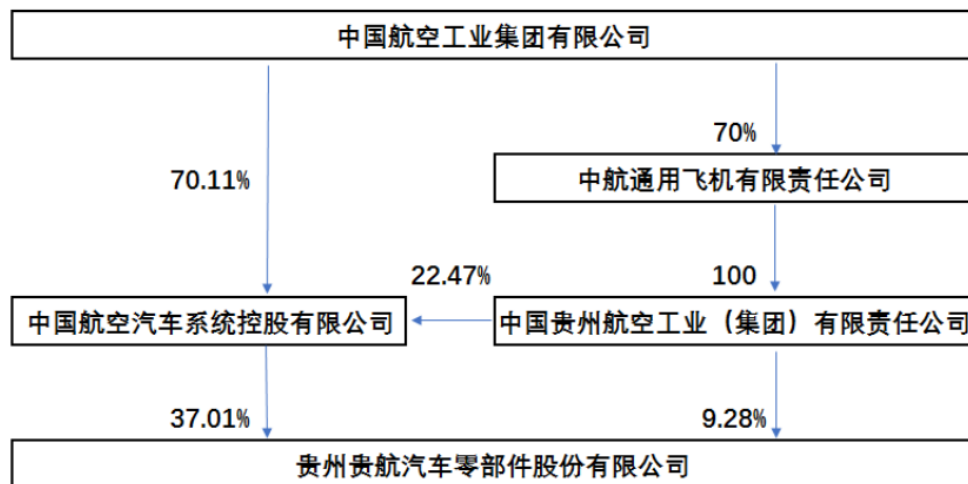 中国航空工业集团有限公司
70%
中航通用飞机有限责任公司
70.11%
22.47%
100
中国航空汽车系统控股有限公司
中国贵州航空工业（集团）有限责任公司
37.01%
9.28%
贵州贵航汽车零部件股份有限公司